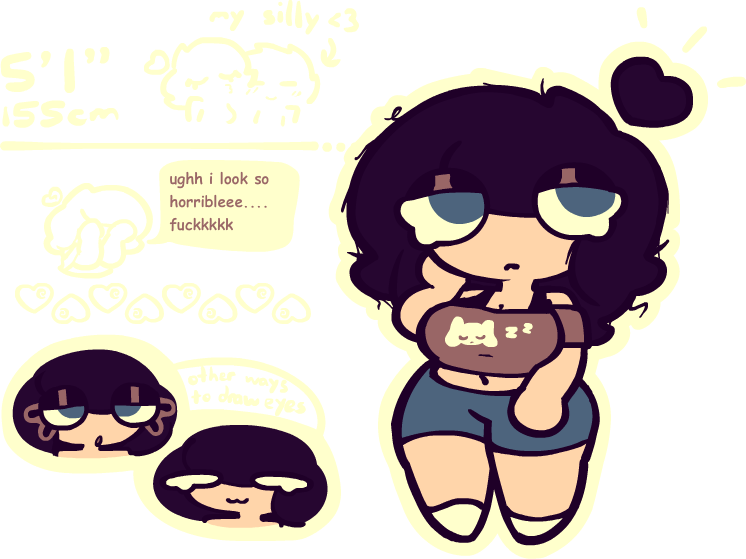 my silly <3
5'1"
155cm
ughh i look so
horribleee....
fuckkkkk
other ways
to draw eyes
z z z